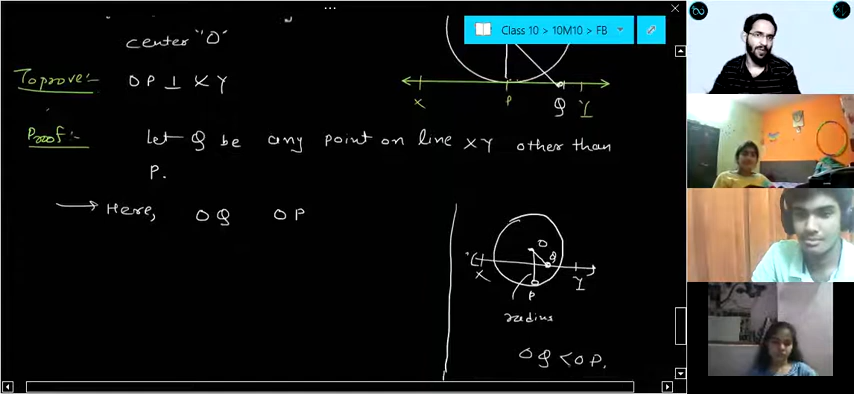 Class 10 > 10M10 > FB
center "O"
To prove :- OP ⊥ XY
X P Q Y
Proof :- Let Q be any point on line XY other than
P.
→ Here, OQ OP
O
Q
X Y
P
radius
OQ < OP.